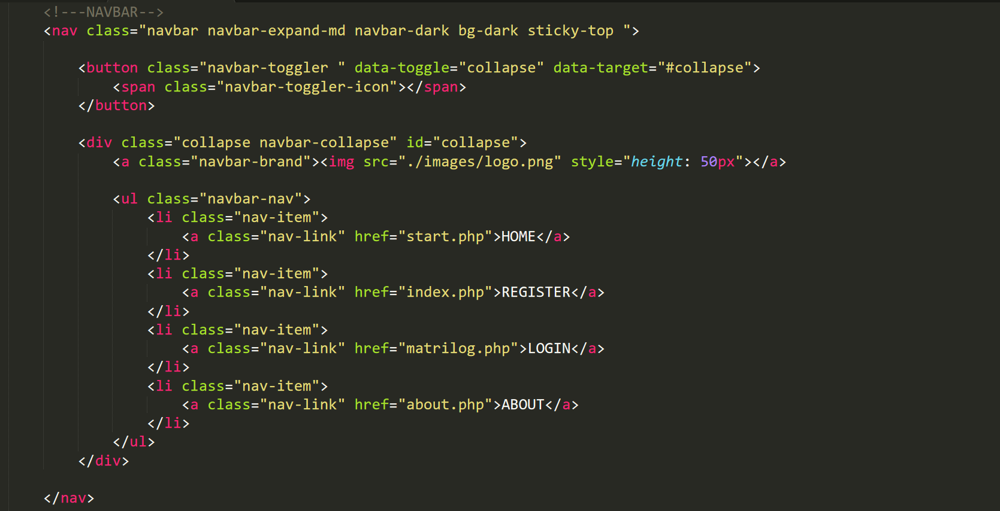 <!---NAVBAR-->
<nav class="navbar navbar-expand-md navbar-dark bg-dark sticky-top ">
<button class="navbar-toggler " data-toggle="collapse" data-target="#collapse">
<span class="navbar-toggler-icon"></span>
</button>
<div class="collapse navbar-collapse" id="collapse">
<a class="navbar-brand"><img src="./images/logo.png" style="height: 50px"></a>
<ul class="navbar-nav">
<li class="nav-item">
<a class="nav-link" href="start.php">HOME</a>
</li>
<li class="nav-item">
<a class="nav-link" href="index.php">REGISTER</a>
</li>
<li class="nav-item">
<a class="nav-link" href="matrilog.php">LOGIN</a>
</li>
<li class="nav-item">
<a class="nav-link" href="about.php">ABOUT</a>
</li>
</ul>
</div>
</nav>